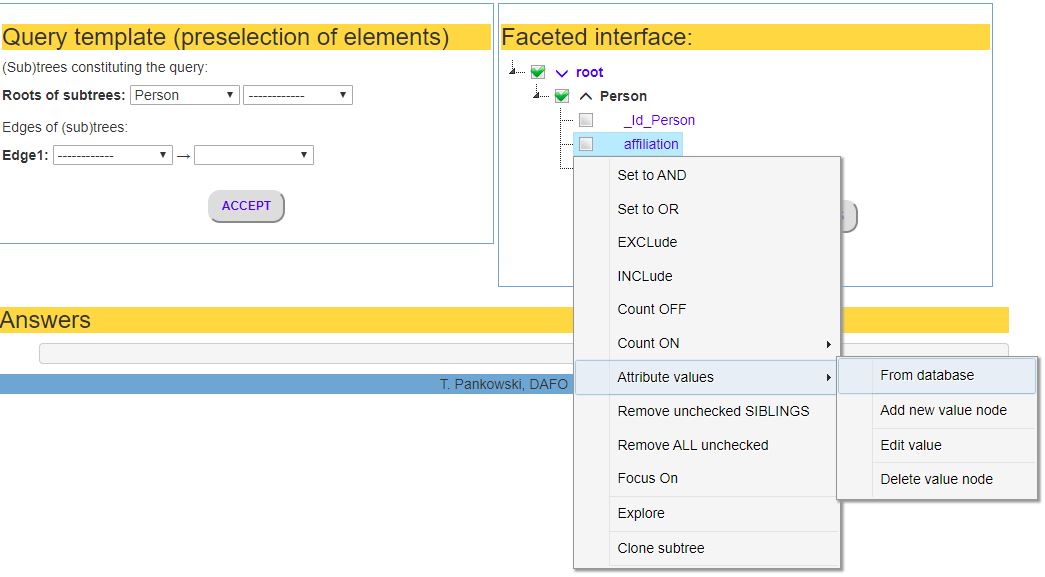 Query template (preselection of elements)
(Sub)trees constituting the query:
Roots of subtrees: Person ------------
Edges of (sub)trees:
Edge1: ------------ →
ACCEPT
Faceted interface:
root
Person
_Id_Person
affiliation
Set to AND
Set to OR
EXCLude
INCLude
Count OFF
Count ON
Attribute values
Remove unchecked SIBLINGS
Remove ALL unchecked
Focus On
Explore
Clone subtree
From database
Add new value node
Edit value
Delete value node
Answers
T. Pankowski, DAFO